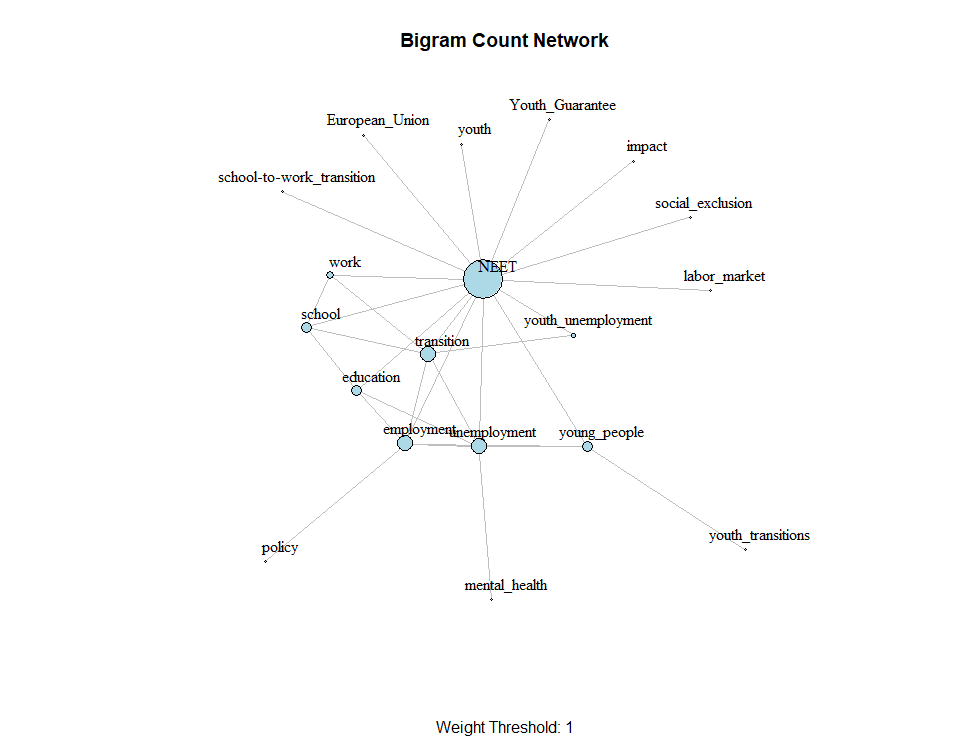 Bigram Count Network
Youth_Guarantee
European_Union
youth
impact
school-to-work_transition
social_exclusion
NEET
work
labor_market
school
youth_unemployment
transition
education
employment
unemployment
young_people
youth_transitions
policy
mental_health
Weight Threshold: 1